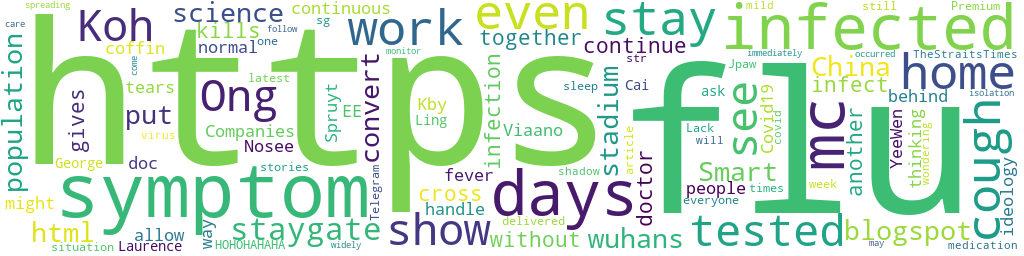 https flu
symptom
days
infected
stay
even
work
Koh
Ong
show
tested
see
mc
home
cough
science
kills
continuous
sg
mild
still
Premium
spreading
care
coffin
normal
one
follow
together
continue
monitor
immediately
occurred
TheStraitsTimes
latest
str
sleep
Cai
Jpaw
China
population
tears
convert
EE
Spruyt
Kby
Ling
infection
stadium
ask
Covid19
covid
infect
behind
come
isolation
gives
put
Companies
Nosee
Viaano
Lack
will
another
YeeWen
thinking
wondering
virus
George
doc
stories
fever
shadow
doctor
article
Smart
people
times
week
everyone
might
way
Telegram
cross
handle
delivered
html
allow
staygate
without
wuhans
blogspot
ideology
situation
Laurence
HOHOHAHAHA
widely
may
medication